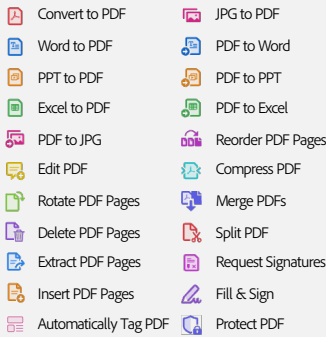 Convert to PDF
JPG to PDF
Word to PDF
PDF to Word
PPT to PDF
PDF to PPT
Excel to PDF
PDF to Excel
PDF to JPG
Reorder PDF Pages
Edit PDF
Compress PDF
Rotate PDF Pages
Merge PDFs
Delete PDF Pages
Split PDF
Extract PDF Pages
Request Signatures
Insert PDF Pages
Fill & Sign
Automatically Tag PDF
Protect PDF